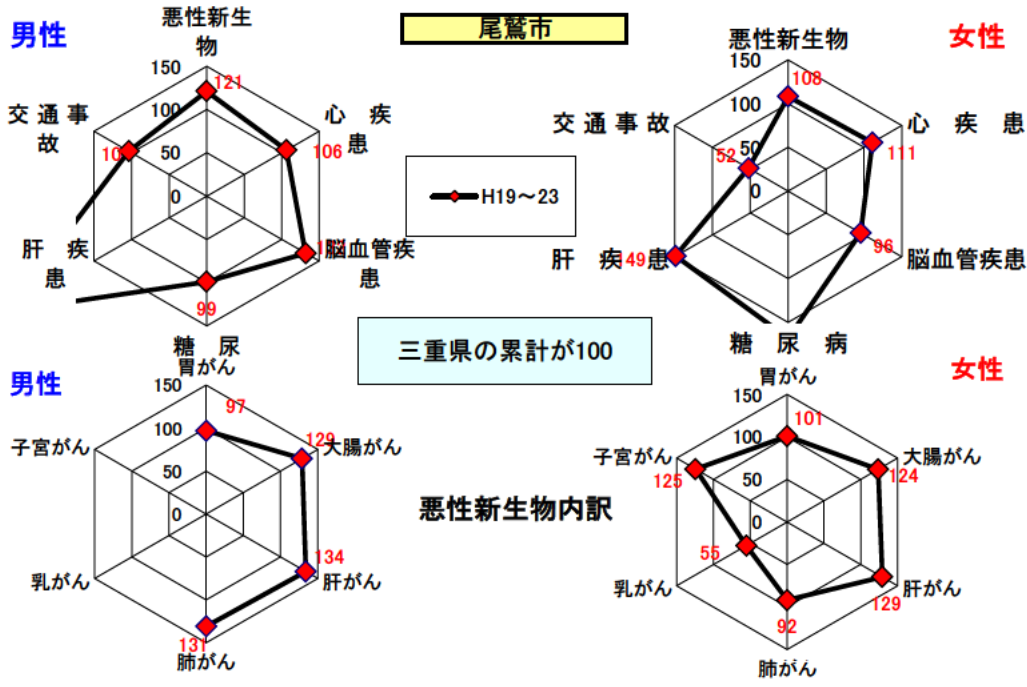 尾鷲市
男性
悪性新生
物
心 疾
患
脳血管疾
患
糖 尿
肝 疾
患
交 通 事
故
150
100
50
0
121
106
99
H19～23
女性
悪性新生物
心 疾 患
脳血管疾患
糖 尿 病
肝 疾 患
交 通 事 故
150
100
50
0
108
111
96
149
52
三重県の累計が100
男性
胃がん
大腸がん
肝がん
肺がん
乳がん
子宮がん
150
100
50
0
97
129
134
131
悪性新生物内訳
女性
胃がん
大腸がん
肝がん
肺がん
乳がん
子宮がん
150
100
50
0
101
124
129
92
55
125